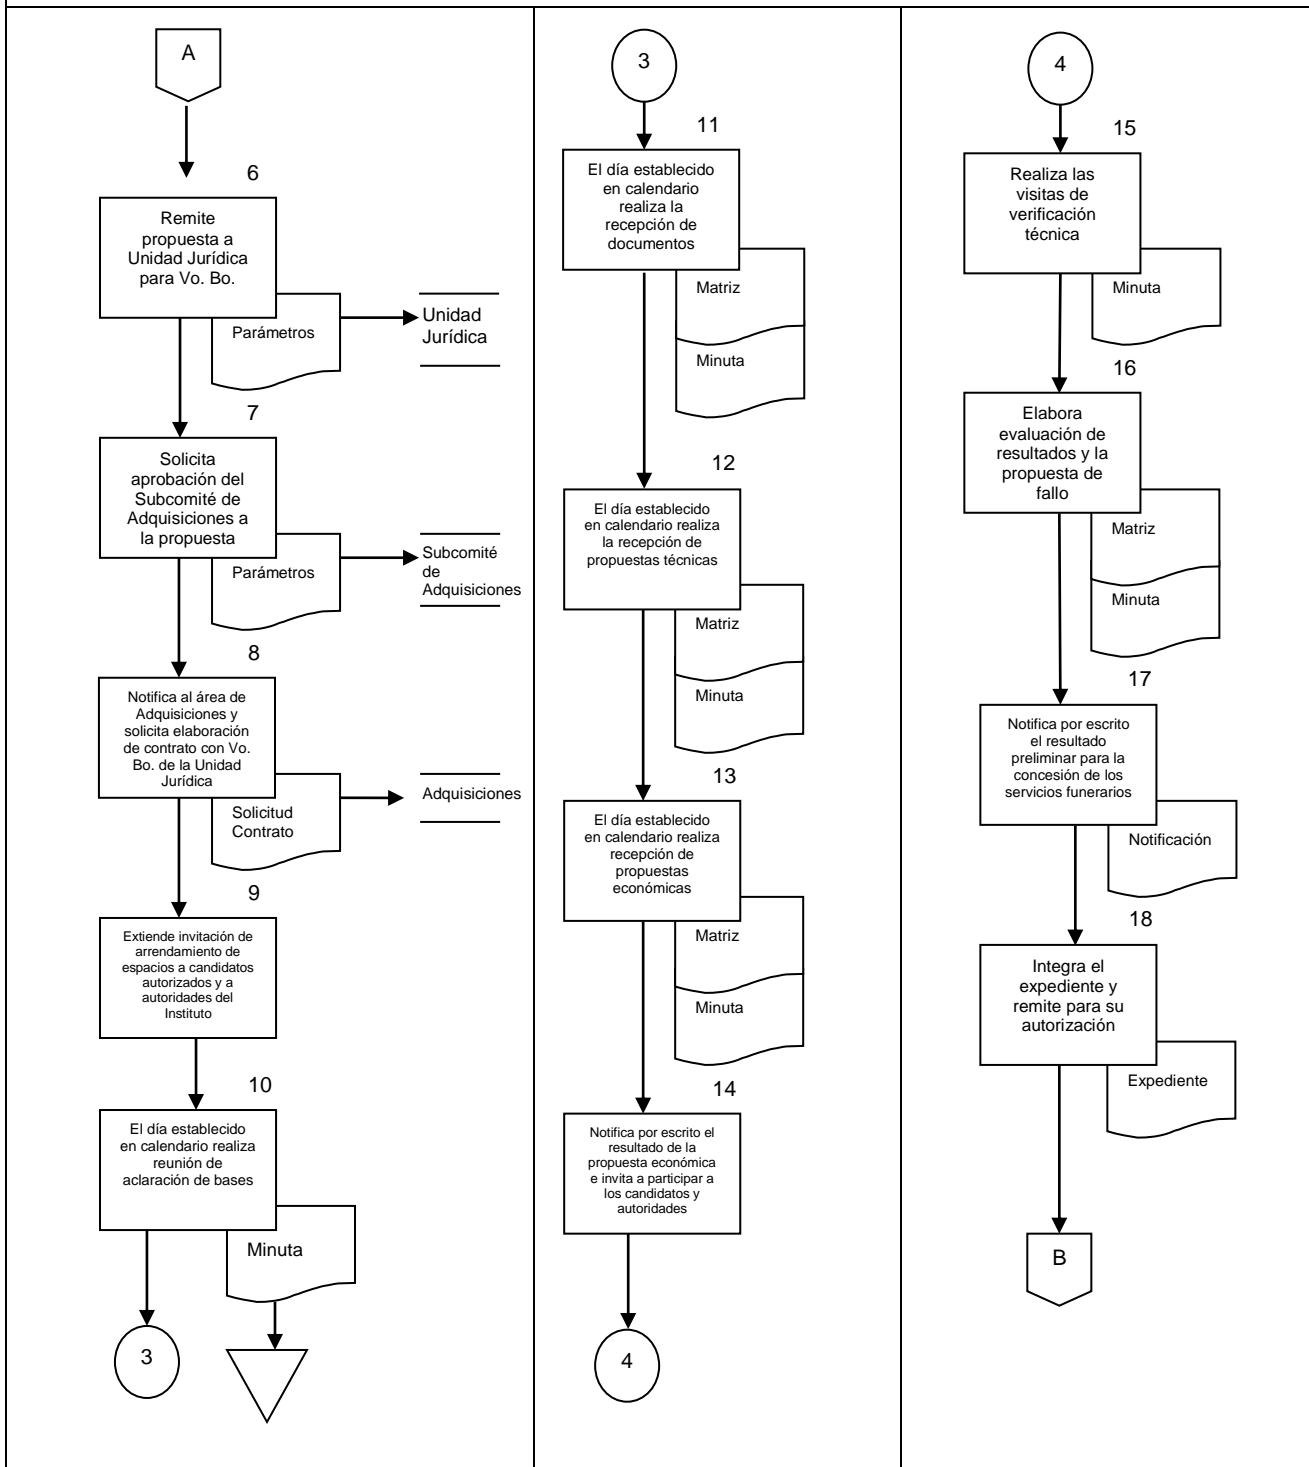 A
6
Remite
propuesta a
Unidad Jurídica
para Vo. Bo.
Parámetros
Unidad
Jurídica
7
Solicita
aprobación del
Subcomité de
Adquisiciones a
la propuesta
Parámetros
Subcomité
de
Adquisiciones
8
Notifica al área de
Adquisiciones y
solicita elaboración
de contrato con Vo.
Bo. de la Unidad
Jurídica
Solicitud
Contrato
Adquisiciones
9
Extiende invitación de
arrendamiento de
espacios a candidatos
autorizados y a
autoridades del
Instituto
10
El día establecido
en calendario realiza
reunión de
aclaración de bases
Minuta
3
3
11
El día establecido
en calendario
realiza la
recepción de
documentos
Matriz
Minuta
12
El día establecido
en calendario realiza
la recepción de
propuestas técnicas
Matriz
Minuta
13
El día establecido
en calendario realiza
recepción de
propuestas
económicas
Matriz
Minuta
14
Notifica por escrito el
resultado de la
propuesta económica
e invita a participar a
los candidatos y
autoridades
4
4
15
Realiza las
visitas de
verificación
técnica
Minuta
16
Elabora
evaluación de
resultados y la
propuesta de
fallo
Matriz
Minuta
17
Notifica por escrito
el resultado
preliminar para la
concesión de los
servicios funerarios
Notificación
18
Integra el
expediente y
remite para su
autorización
Expediente
B